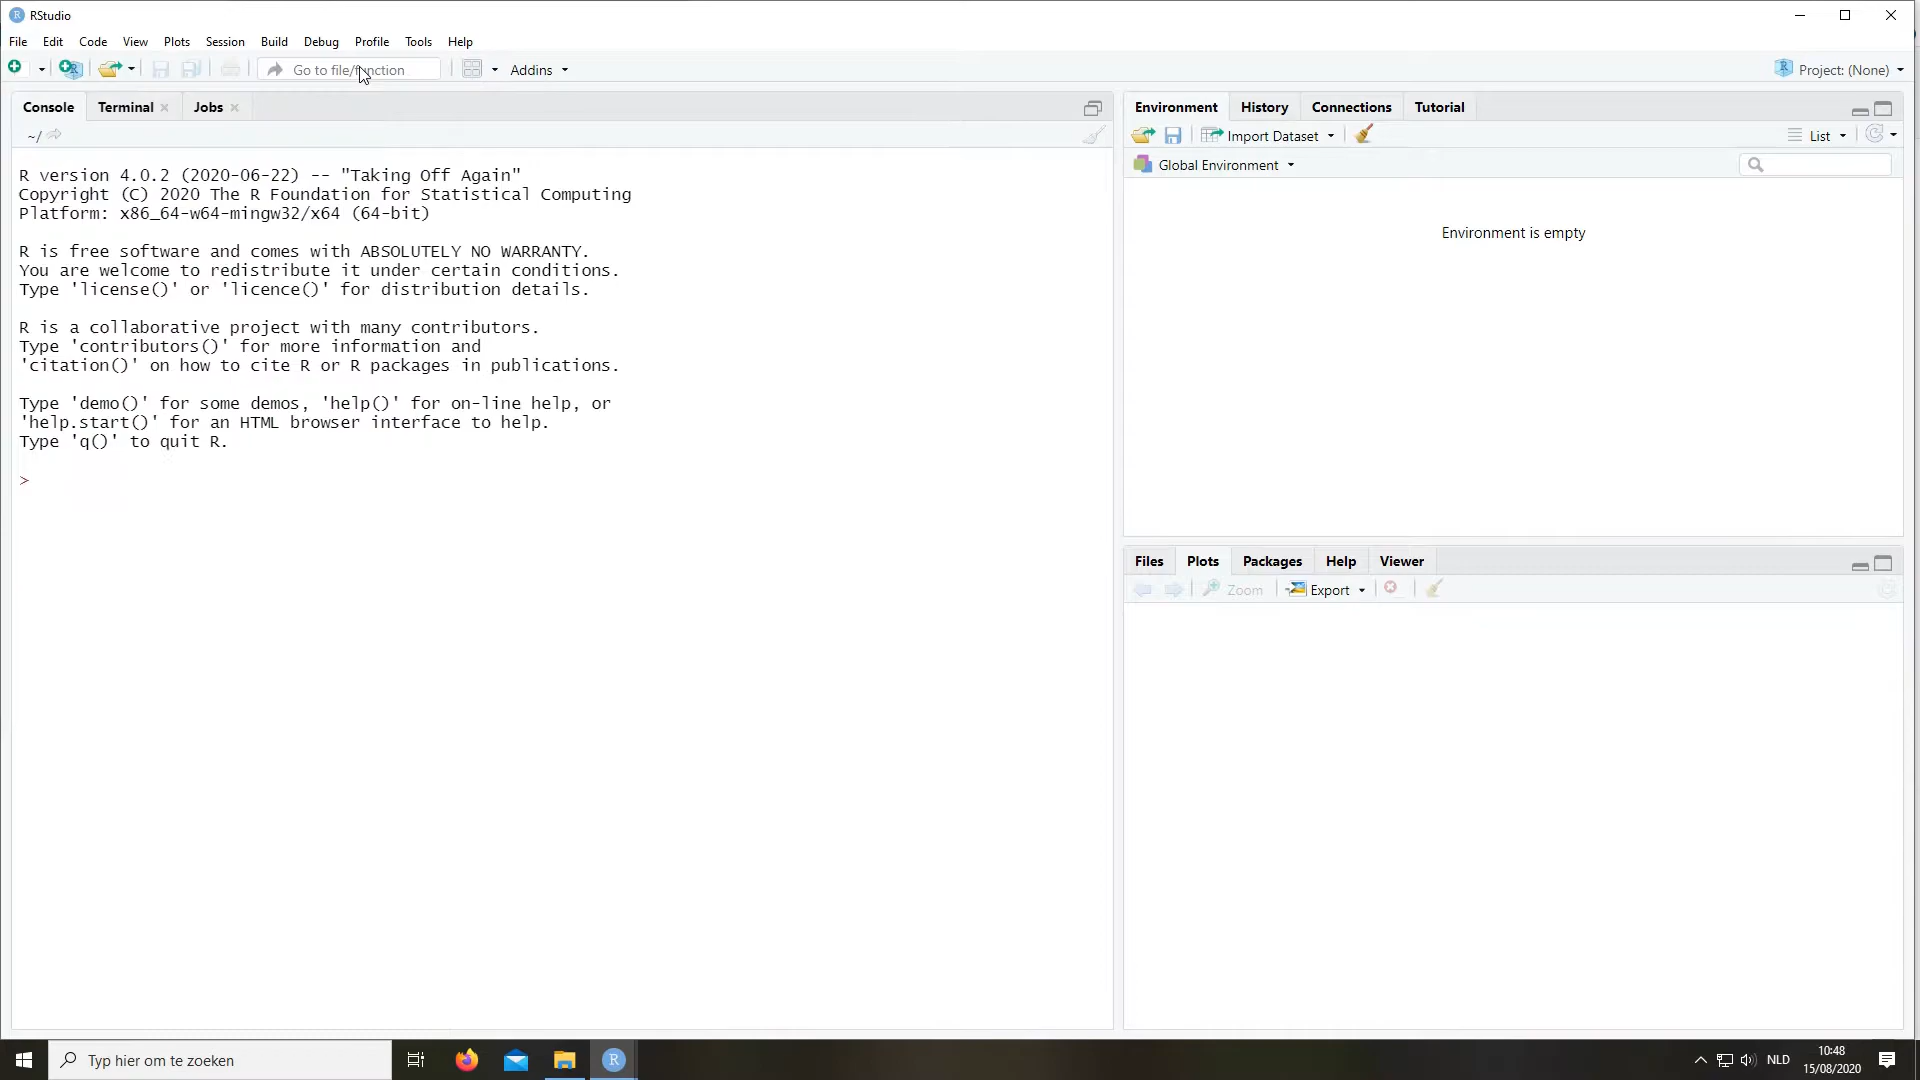 RStudio
File Edit Code View Plots Session Build Debug Profile Tools Help
Go to file/function Addins Project: (None)
Console Terminal Jobs
~/
R version 4.0.2 (2020-06-22) -- "Taking Off Again"
Copyright (C) 2020 The R Foundation for Statistical Computing
Platform: x86_64-w64-mingw32/x64 (64-bit)
R is free software and comes with ABSOLUTELY NO WARRANTY.
You are welcome to redistribute it under certain conditions.
Type 'license()' or 'licence()' for distribution details.
R is a collaborative project with many contributors.
Type 'contributors()' for more information and
'citation()' on how to cite R or R packages in publications.
Type 'demo()' for some demos, 'help()' for on-line help, or
'help.start()' for an HTML browser interface to help.
Type 'q()' to quit R.
>
Environment History Connections Tutorial
Import Dataset List
Global Environment
Environment is empty
Files Plots Packages Help Viewer
Zoom Export
Typ hier om te zoeken
NLD
10:48
15/08/2020